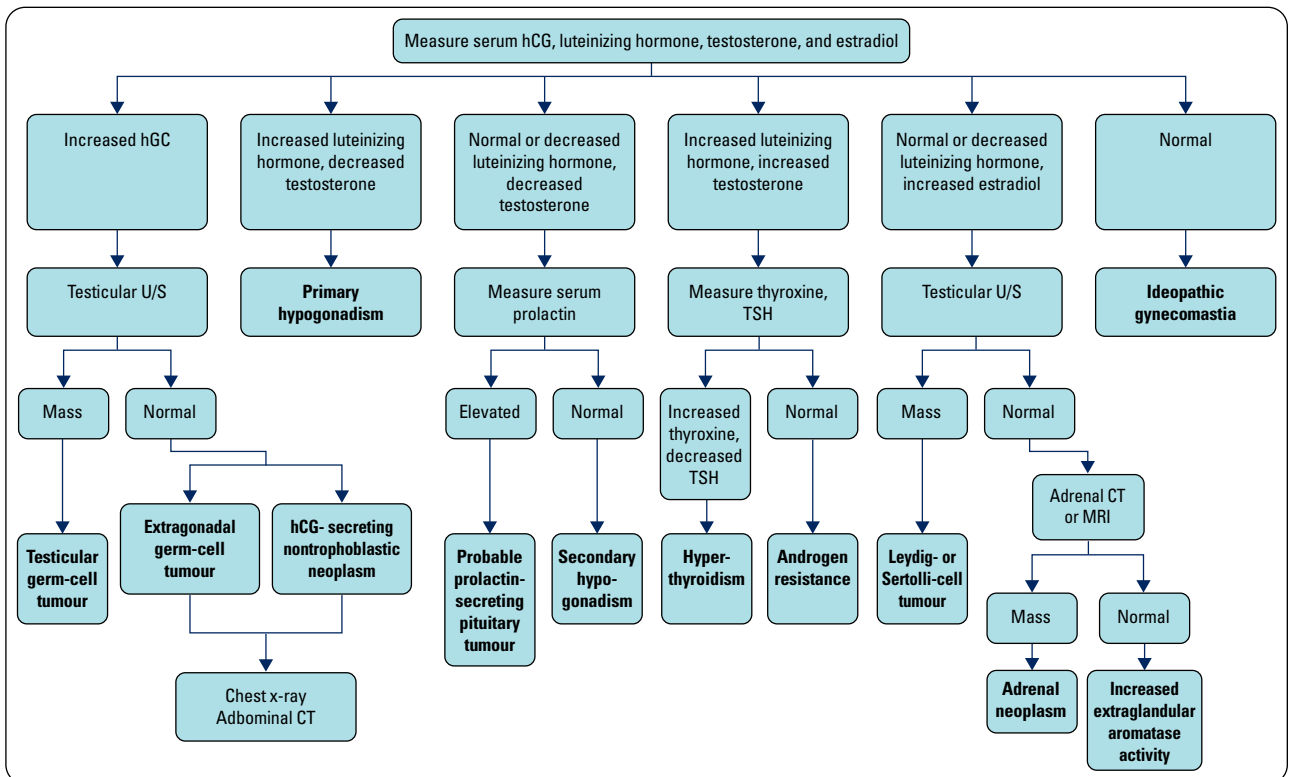 Measure serum hCG, luteinizing hormone, testosterone, and estradiol
Increased hGC
Increased luteinizing
hormone, decreased
testosterone
Normal or decreased
luteinizing hormone,
decreased
testosterone
Increased luteinizing
hormone, increased
testosterone
Normal or decreased
luteinizing hormone,
increased estradiol
Normal
Testicular U/S
Primary
hypogonadism
Measure serum
prolactin
Measure thyroxine,
TSH
Testicular U/S
Ideopathic
gynecomastia
Mass
Normal
Elevated
Normal
Increased
thyroxine,
decreased
TSH
Normal
Mass
Normal
Testicular
germ-cell
tumour
Extragonadal
germ-cell
tumour
hCG- secreting
nontrophoblastic
neoplasm
Probable
prolactin-
secreting
pituitary
tumour
Secondary
hypo-
gonadism
Hyper-
thyroidism
Androgen
resistance
Leydig- or
Sertolli-cell
tumour
Adrenal CT
or MRI
Mass
Normal
Chest x-ray
Adbominal CT
Adrenal
neoplasm
Increased
extraglandular
aromatase
activity